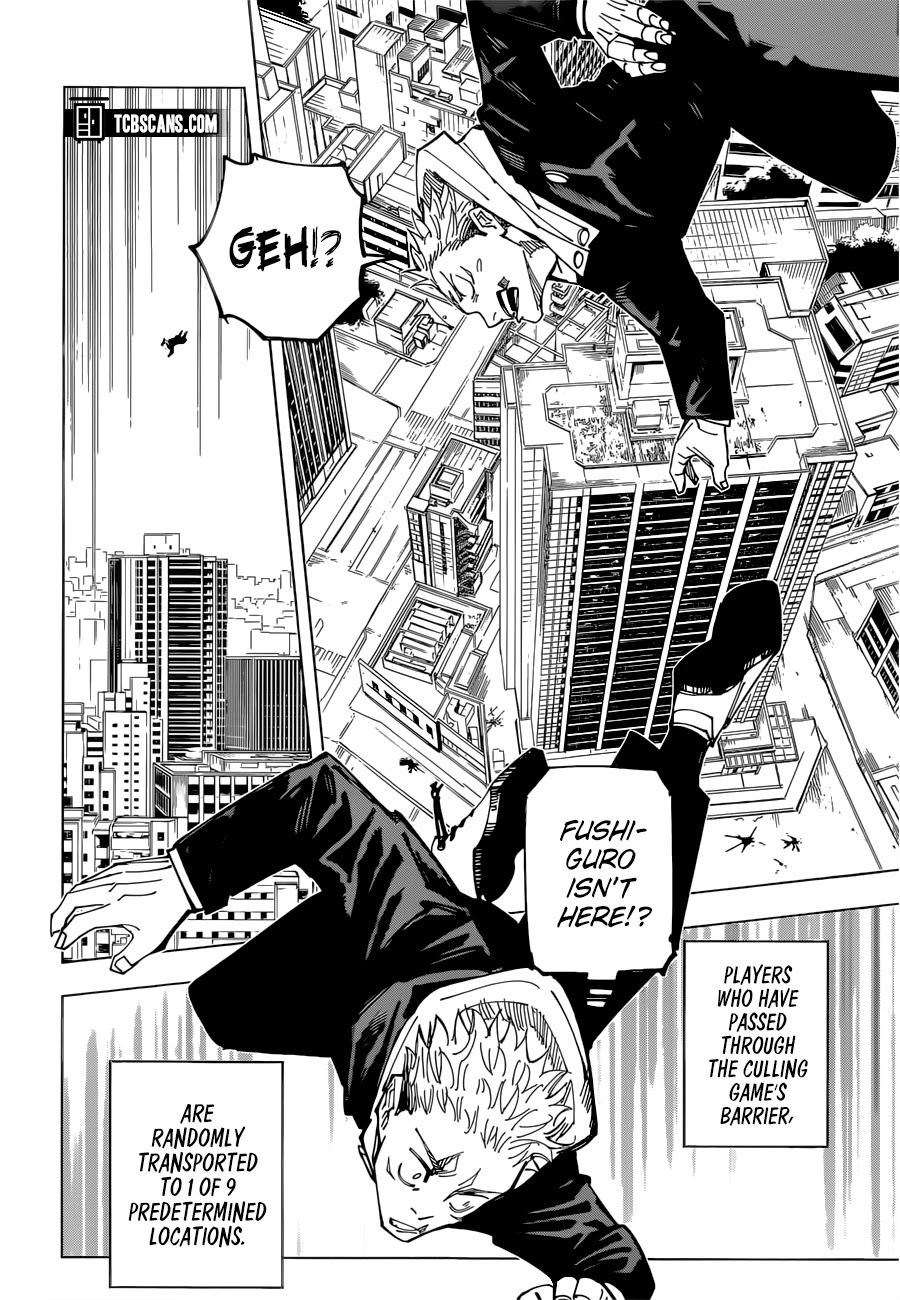 TCBSCANS.COM
GEH!?
FUSHI-
GURO
ISN'T
HERE!?
PLAYERS
WHO HAVE
PASSED
THROUGH
THE CULLING
GAME'S
BARRIER,
ARE
RANDOMLY
TRANSPORTED
TO 1 OF 9
PREDETERMINED
LOCATIONS.